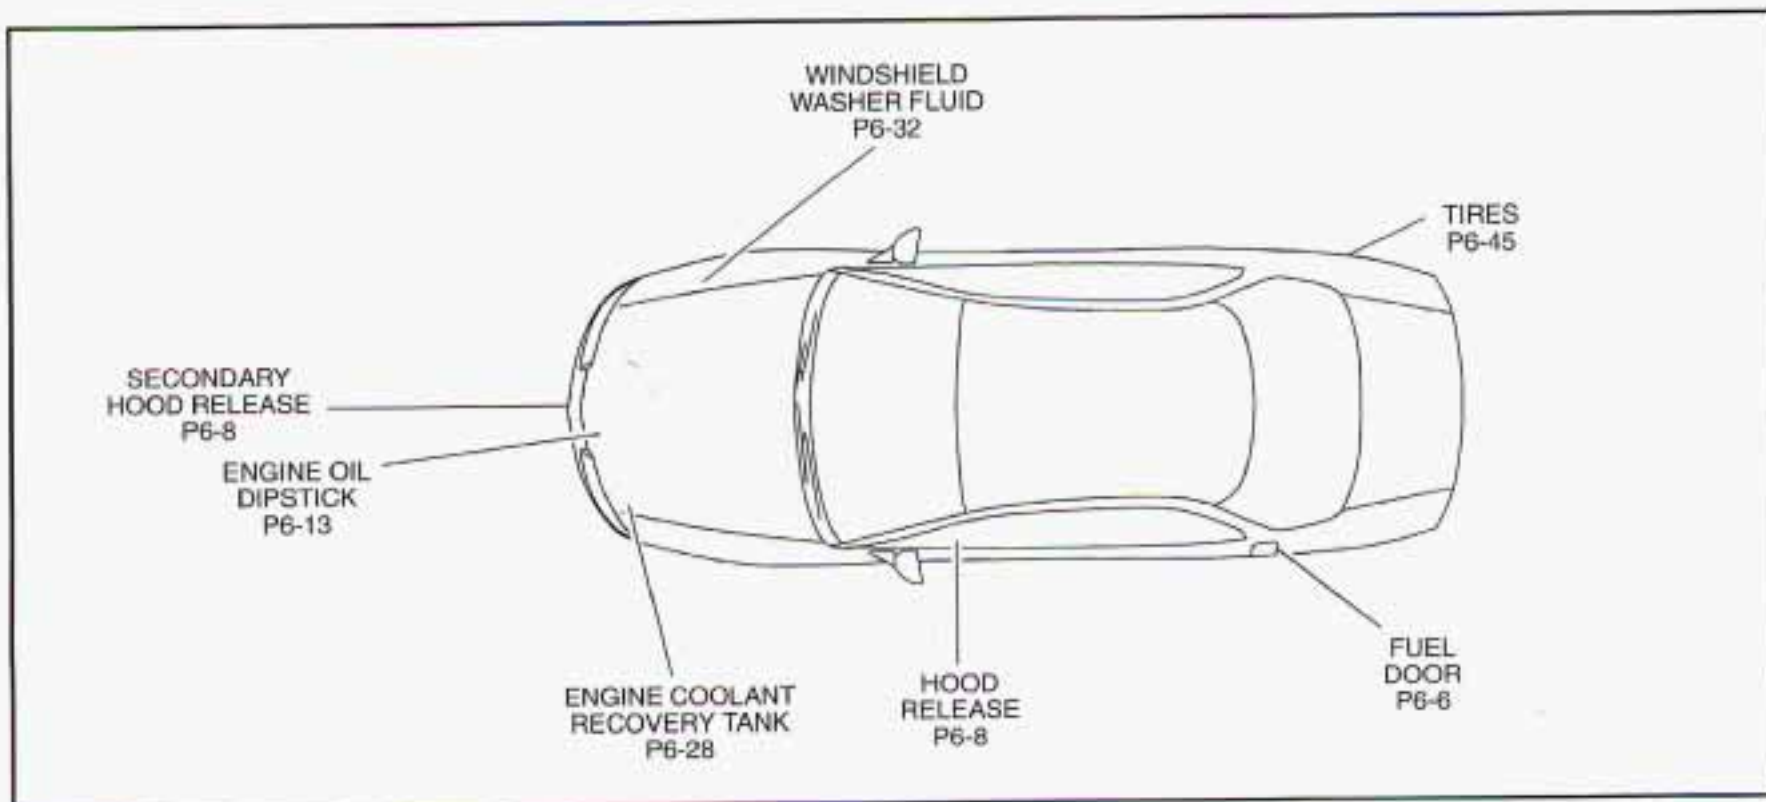 WINDSHIELD
WASHER FLUID
P6-32
TIRES
P6-45
SECONDARY
HOOD RELEASE
P6-8
ENGINE OIL
DIPSTICK
P6-13
ENGINE COOLANT
RECOVERY TANK
P6-28
HOOD
RELEASE
P6-8
FUEL
DOOR
P6-6